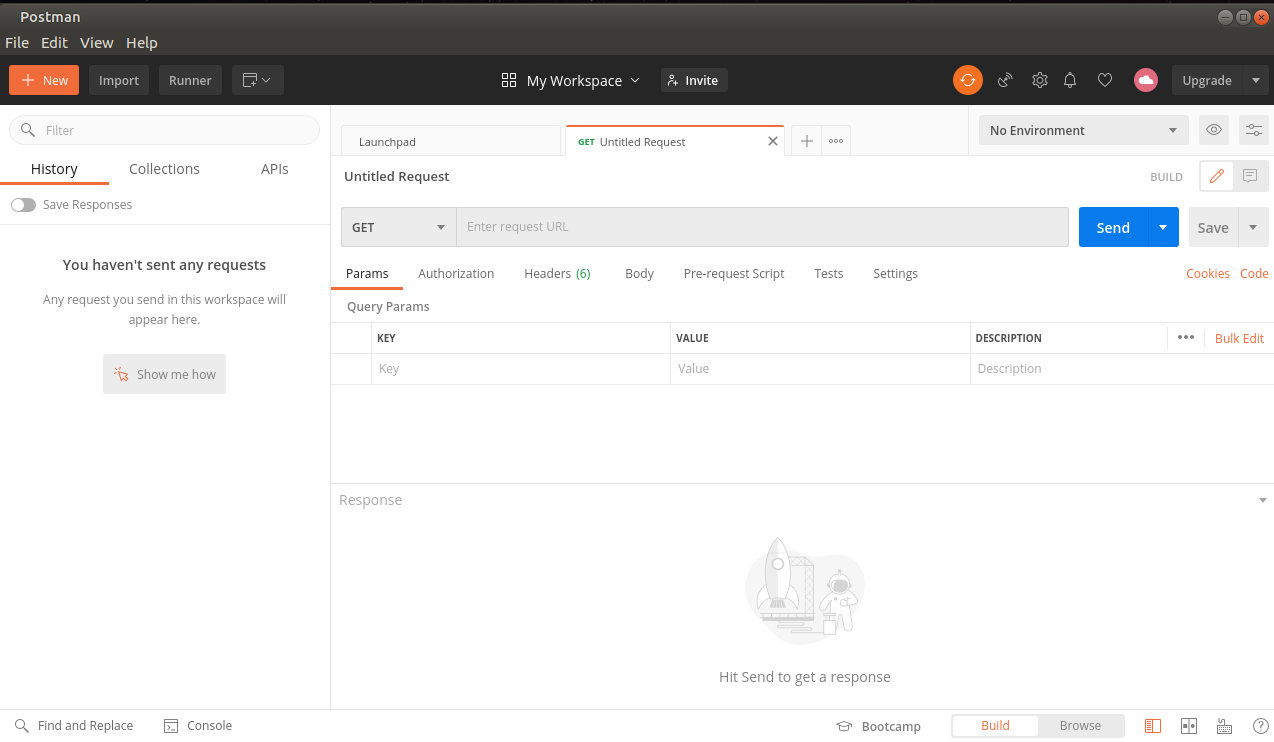 Postman
File Edit View Help
New Import Runner My Workspace Invite Upgrade
Filter
History Collections APIs
Save Responses
You haven't sent any requests
Any request you send in this workspace will
appear here.
Show me how
Launchpad GET Untitled Request No Environment
Untitled Request BUILD
GET Enter request URL Send Save
Params Authorization Headers (6) Body Pre-request Script Tests Settings Cookies Code
Query Params
KEY VALUE DESCRIPTION Bulk Edit
Key Value Description
Response
Hit Send to get a response
Find and Replace Console Bootcamp Build Browse